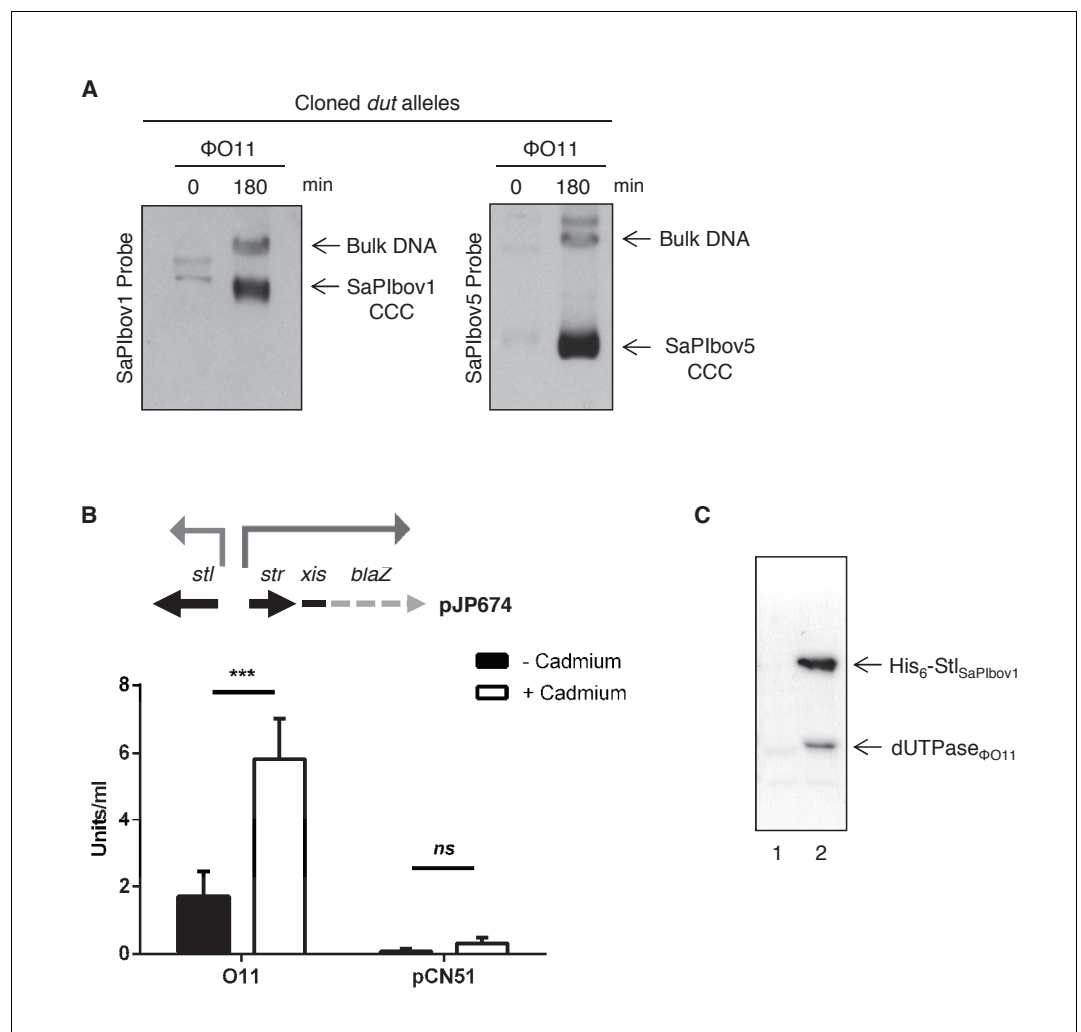 A
Cloned dut alleles
ΦO11
0 180 min
SaPIbov1 Probe
Bulk DNA
SaPIbov1
CCC
ΦO11
0 180 min
SaPIbov5 Probe
Bulk DNA
SaPIbov5
CCC
B
stl str xis blaZ
pJP674
- Cadmium
+ Cadmium
***
ns
Units/ml
8
6
4
2
0
O11 pCN51
C
His6-StlSaPIbov1
dUTPaseΦO11
1 2